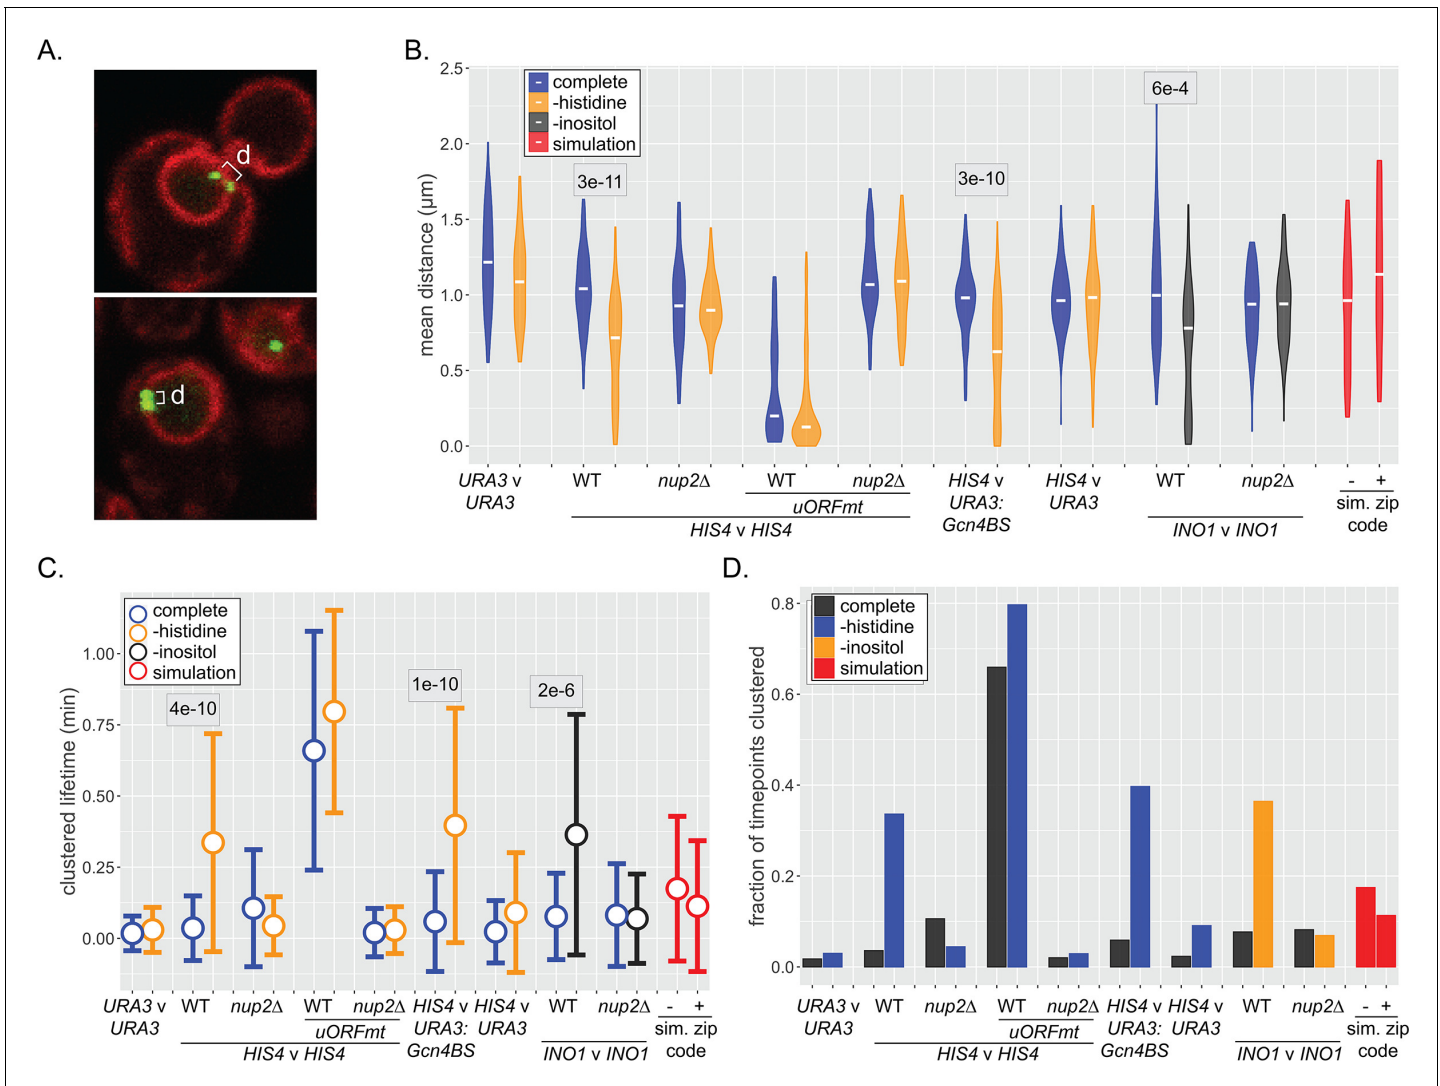 A.
d
d
B.
mean distance (µm)
2.5
2.0
1.5
1.0
0.5
0.0
complete
-histidine
-inositol
simulation
3e-11
3e-10
6e-4
URA3 v URA3
WT
nup2Δ
WT
nup2Δ
uORFmt
HIS4 v HIS4
HIS4 v URA3: Gcn4BS
HIS4 v URA3
WT
nup2Δ
INO1 v INO1
- +
sim. zip code
C.
clustered lifetime (min)
1.00
0.75
0.50
0.25
0.00
complete
-histidine
-inositol
simulation
4e-10
1e-10
2e-6
URA3 v URA3
WT
nup2Δ
WT
nup2Δ
uORFmt
HIS4 v HIS4
HIS4 v URA3: Gcn4BS
HIS4 v URA3
WT
nup2Δ
INO1 v INO1
- +
sim. zip code
D.
fraction of timepoints clustered
0.8
0.6
0.4
0.2
0.0
complete
-histidine
-inositol
simulation
URA3 v URA3
WT
nup2Δ
WT
nup2Δ
uORFmt
HIS4 v HIS4
HIS4 v URA3: Gcn4BS
HIS4 v URA3
WT
nup2Δ
INO1 v INO1
- +
sim. zip code